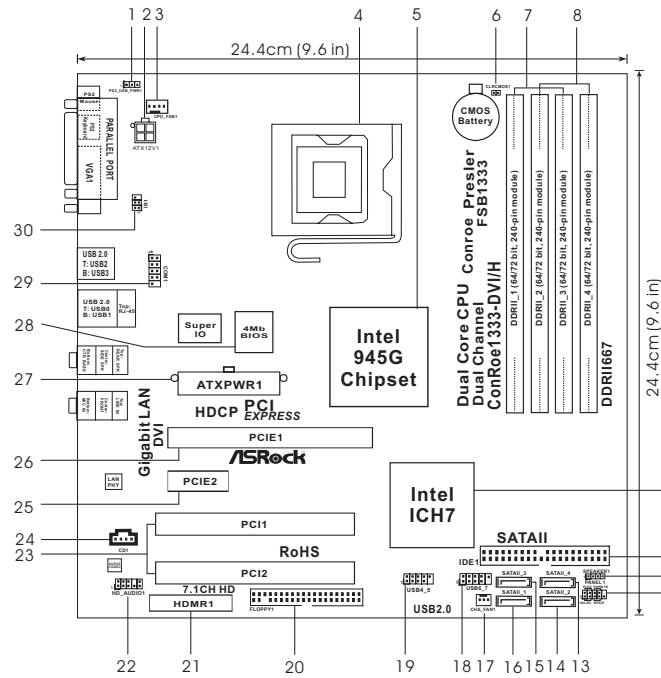 1 2 3 4 5 6 7 8
24.4cm (9.6 in)
24.4cm (9.6 in)
PS2_USB_PWR1
CLRCMOS1
PS2
Mouse
PS2
Keyboard
VGA1
PARALLEL PORT
CPU_FAN1
ATX12V1
CMOS
Battery
30
29
28
27
26
25
24
23
COM1
USB 2.0
T: USB2
B: USB3
USB 2.0
T: USB0
B: USB1
Top:
RJ-45
Super
IO
4Mb
BIOS
Intel
945G
Chipset
Dual Core CPU
Dual Channel
ConRoe1333-DVI/H
Conroe
Presler
FSB1333
DDRII_1 (64/72 bit, 240-pin module)
DDRII_2 (64/72 bit, 240-pin module)
DDRII_3 (64/72 bit, 240-pin module)
DDRII_4 (64/72 bit, 240-pin module)
DDRII667
ATXPWR1
HDCP
PCI
EXPRESS
Gigabit LAN
DVI
PCIE1
ASRock
LAN
PHY
PCIE2
Intel
ICH7
CD1
PCI1
RoHS
PCI2
SATAII
IDE1
HD_AUDIO1
7.1CH HD
HDMR1
FLOPPY1
USB4_5
USB2.0
USB6_7
CHA_FAN1
SATAII_3
SATAII_4
SATAII_1
SATAII_2
SPEAKER1
PANEL 1
22 21 20 19 18 17 16 15 14 13